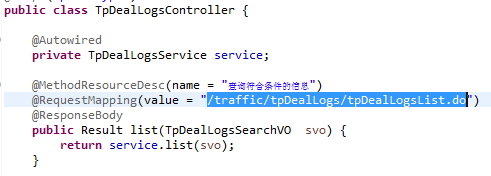 public class TpDealLogsController {
@Autowired
private TpDealLogsService service;
@MethodResourceDesc(name = "查询符合条件的信息")
@RequestMapping(value = "/traffic/tpDealLogs/tpDealLogsList.do")
@ResponseBody
public Result list(TpDealLogsSearchVO svo) {
return service.list(svo);
}